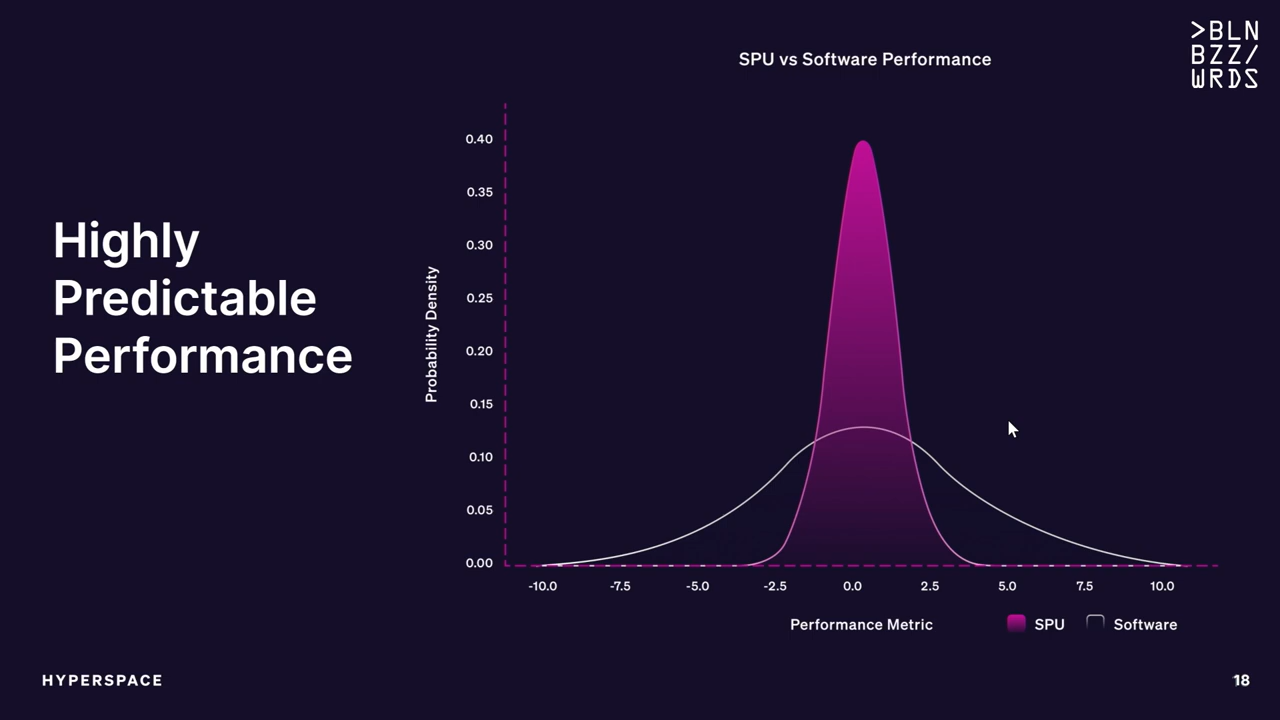 >BLN
BZZ/
WRDS
SPU vs Software Performance
Highly
Predictable
Performance
Probability Density
0.40
0.35
0.30
0.25
0.20
0.15
0.10
0.05
0.00
-10.0 -7.5 -5.0 -2.5 0.0 2.5 5.0 7.5 10.0
Performance Metric
SPU Software
HYPERSPACE
18